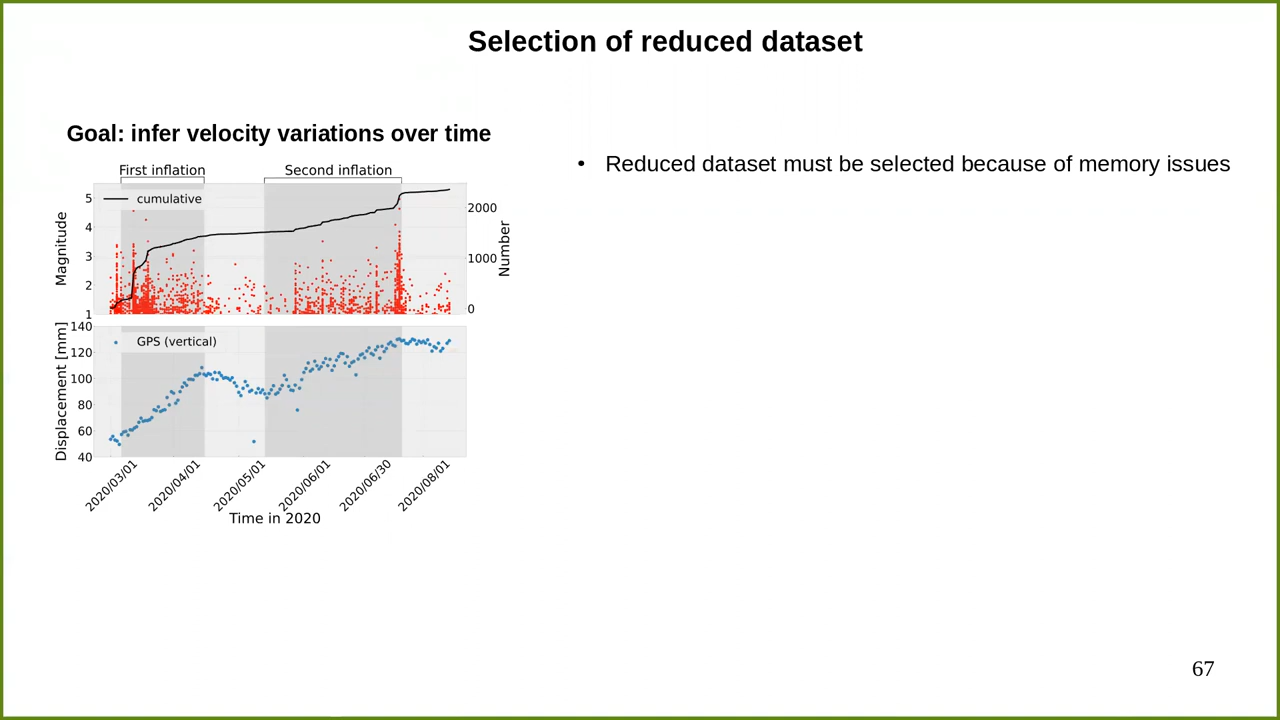 Selection of reduced dataset
Goal: infer velocity variations over time
• Reduced dataset must be selected because of memory issues
First inflation
Second inflation
cumulative
Magnitude
5
4
3
2
1
2000
1000
0
Number
GPS (vertical)
Displacement [mm]
140
120
100
80
60
40
2020/03/01
2020/04/01
2020/05/01
2020/06/01
2020/06/30
2020/08/01
Time in 2020
67